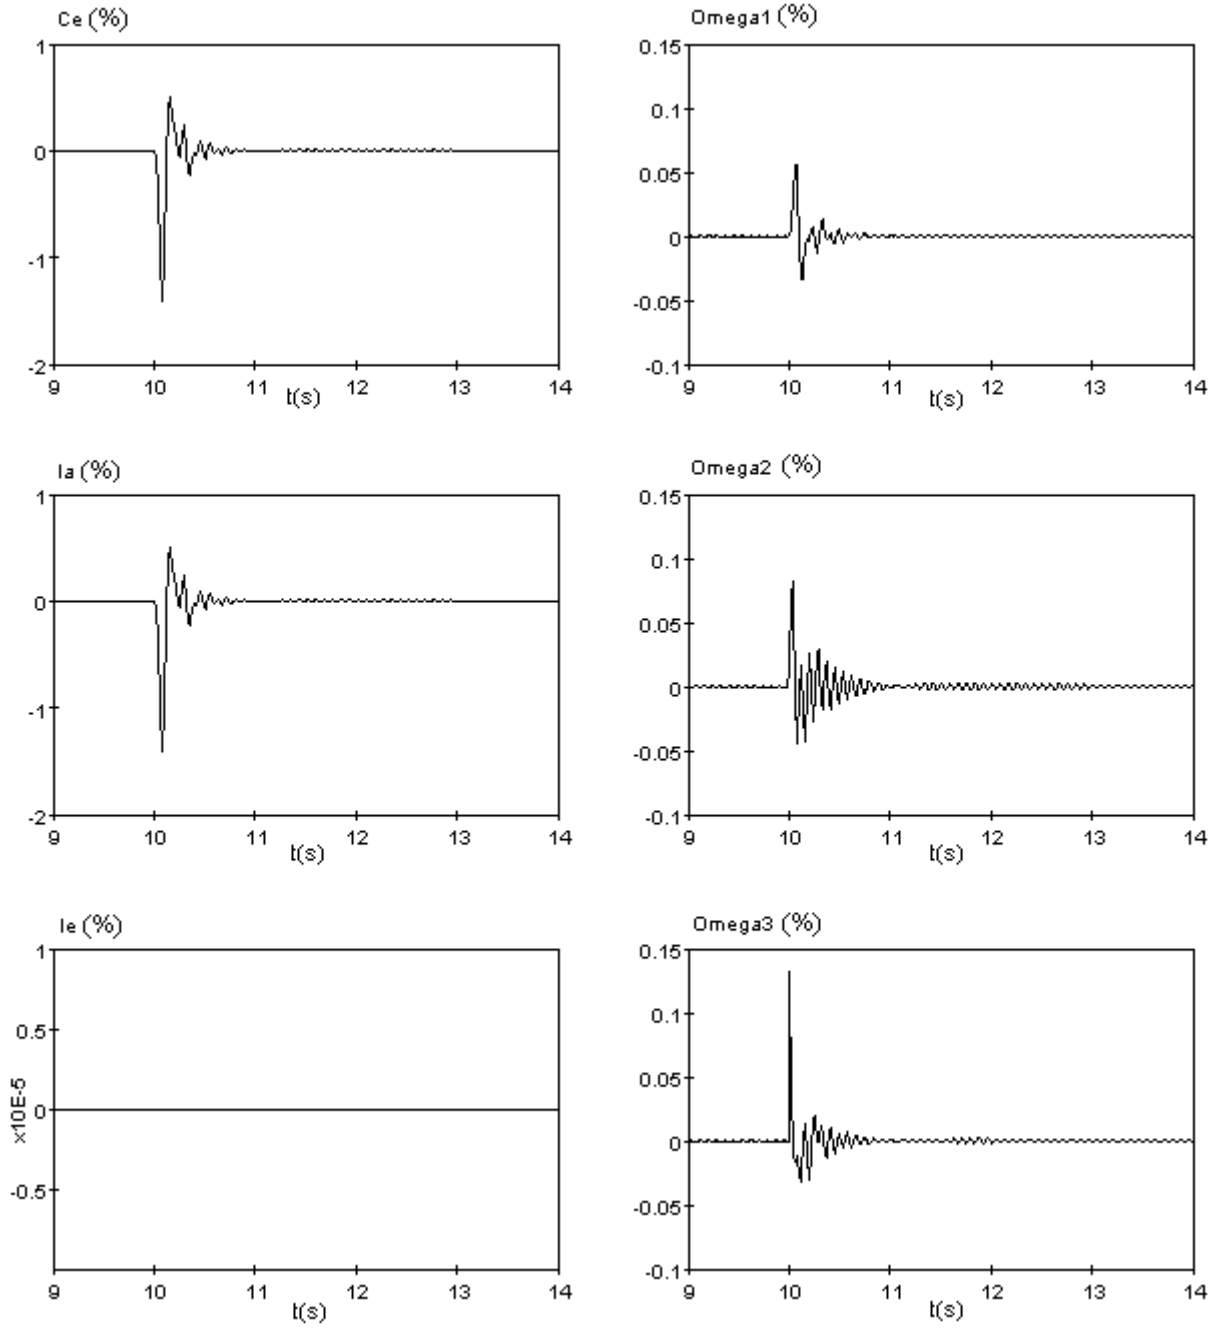 Ce (%)
1
0
-1
-2
9 10 11 12 13 14
t(s)
Omega1 (%)
0.15
0.1
0.05
0
-0.05
-0.1
9 10 11 12 13 14
t(s)
Ia (%)
1
0
-1
-2
9 10 11 12 13 14
t(s)
Omega2 (%)
0.15
0.1
0.05
0
-0.05
-0.1
9 10 11 12 13 14
t(s)
Ie (%)
1
0.5
0
-0.5
x10E-5
9 10 11 12 13 14
t(s)
Omega3 (%)
0.15
0.1
0.05
0
-0.05
-0.1
9 10 11 12 13 14
t(s)